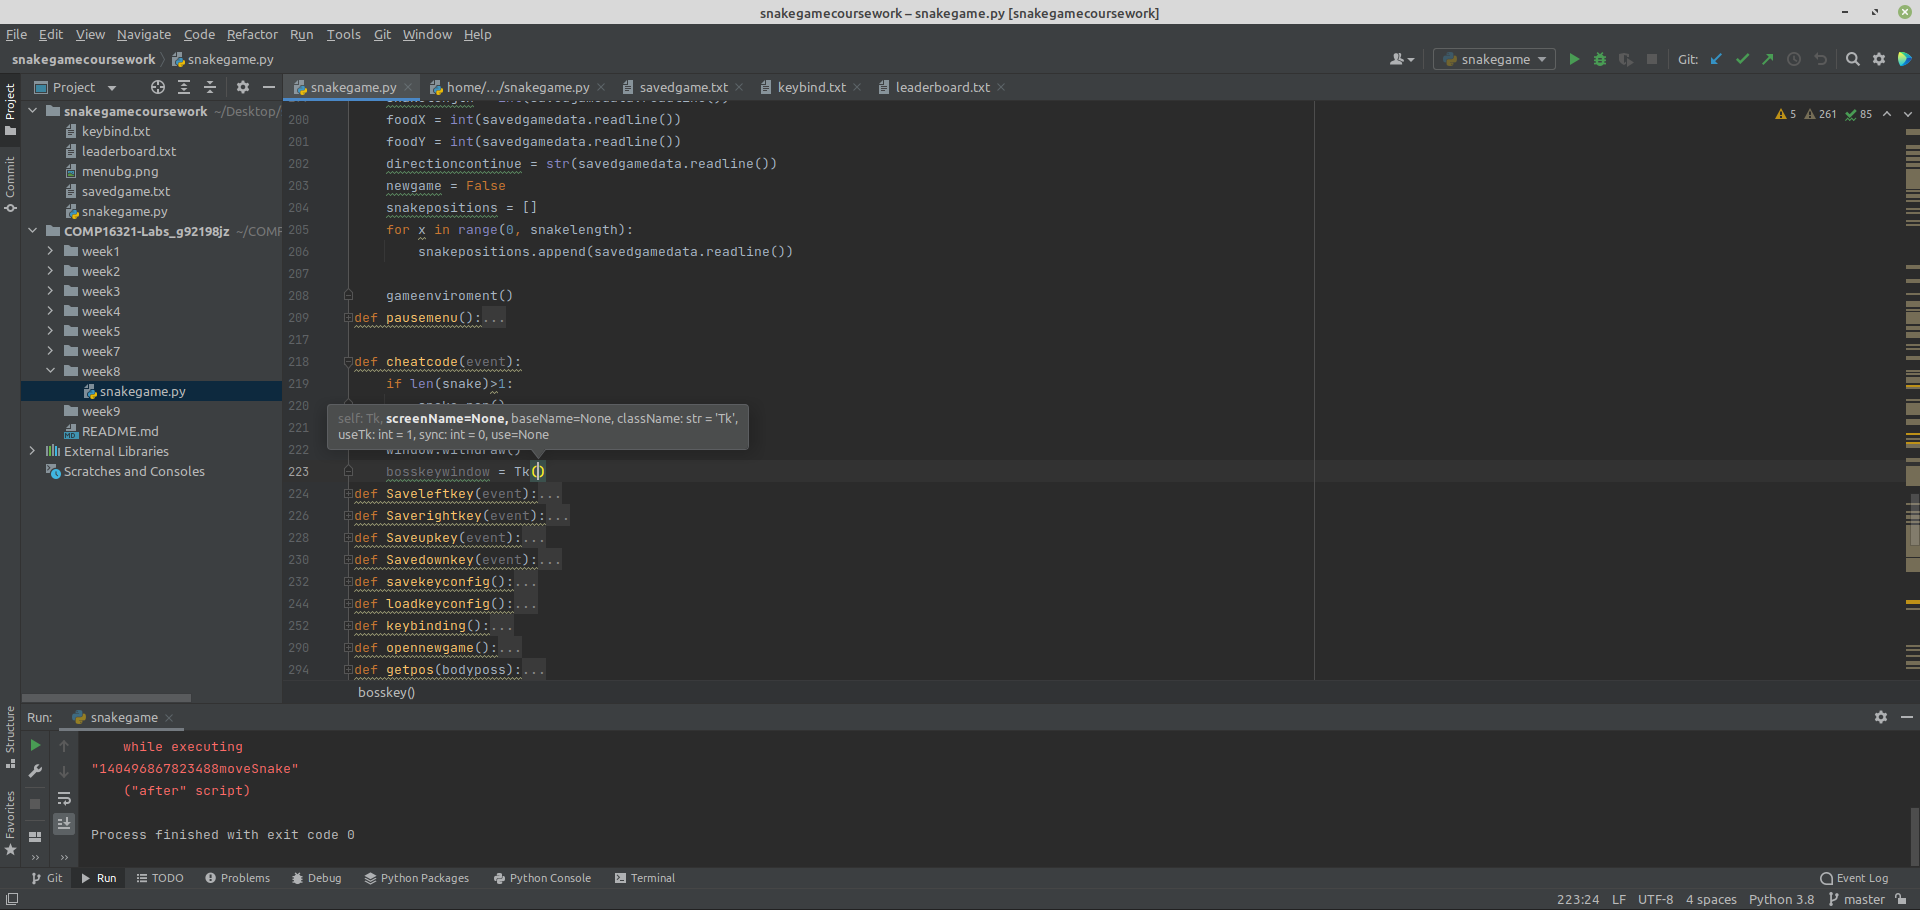 snakegamecoursework – snakegame.py [snakegamecoursework]
File Edit View Navigate Code Refactor Run Tools Git Window Help
snakegamecoursework snakegame.py snakegame Git:
Project snakegame.py home/.../snakegame.py savedgame.txt keybind.txt leaderboard.txt
Project
Commit
Structure
Favorites
snakegamecoursework ~/Desktop/
keybind.txt
leaderboard.txt
menubg.png
savedgame.txt
snakegame.py
COMP16321-Labs_g92198jz ~/COMP
week1
week2
week3
week4
week5
week7
week8
snakegame.py
week9
README.md
External Libraries
Scratches and Consoles
5 261 85
200 foodX = int(savedgamedata.readline())
201 foodY = int(savedgamedata.readline())
202 directioncontinue = str(savedgamedata.readline())
203 newgame = False
204 snakepositions = []
205 for x in range(0, snakelength):
206 snakepositions.append(savedgamedata.readline())
207
208 gameenviroment()
209 def pausemenu():...
217
218 def cheatcode(event):
219 if len(snake)>1:
220
self: Tk, screenName=None, baseName=None, className: str = 'Tk',
useTk: int = 1, sync: int = 0, use=None
221
222 window.withdraw()
223 bosskeywindow = Tk()
224 def Saveleftkey(event):...
226 def Saverightkey(event):...
228 def Saveupkey(event):...
230 def Savedownkey(event):...
232 def savekeyconfig():...
244 def loadkeyconfig():...
252 def keybinding():...
290 def opennewgame():...
294 def getpos(bodyposs):...
bosskey()
Run: snakegame
while executing
"140496867823488moveSnake"
("after" script)
Process finished with exit code 0
Git Run TODO Problems Debug Python Packages Python Console Terminal Event Log
223:24 LF UTF-8 4 spaces Python 3.8 master